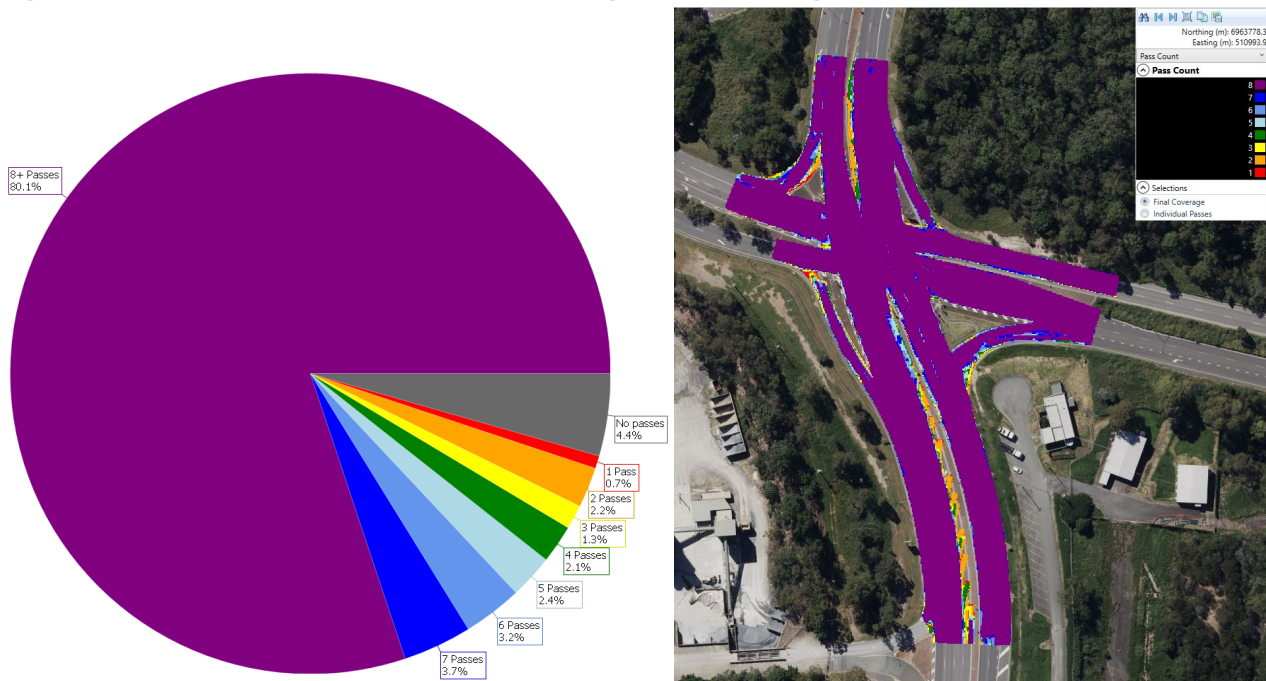 8+ Passes
80.1%
No passes
4.4%
1 Pass
0.7%
2 Passes
2.2%
3 Passes
1.3%
4 Passes
2.1%
5 Passes
2.4%
6 Passes
3.2%
7 Passes
3.7%
Northing (m): 6963778.3
Easting (m): 510993.9
Pass Count
Pass Count
8
7
6
5
4
3
2
1
Selections
Final Coverage
Individual Passes